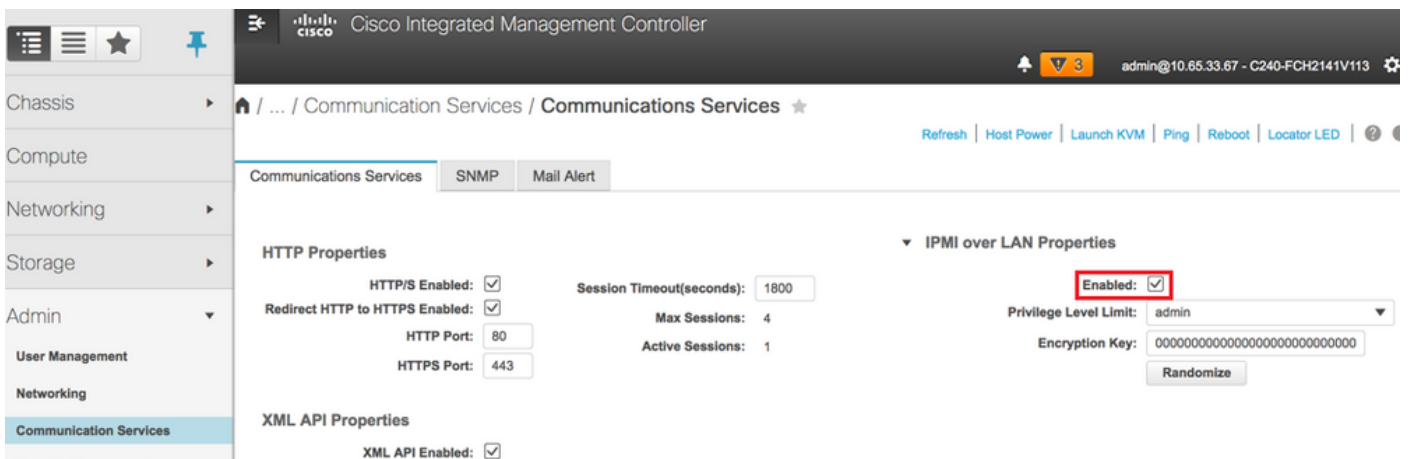 cisco Cisco Integrated Management Controller
3 admin@10.65.33.67 - C240-FCH2141V113
Chassis
Compute
Networking
Storage
Admin
User Management
Networking
Communication Services
/ ... / Communication Services / Communications Services
Refresh | Host Power | Launch KVM | Ping | Reboot | Locator LED | ?
Communications Services SNMP Mail Alert
HTTP Properties
HTTP/S Enabled:
Redirect HTTP to HTTPS Enabled:
HTTP Port: 80
HTTPS Port: 443
Session Timeout(seconds): 1800
Max Sessions: 4
Active Sessions: 1
IPMI over LAN Properties
Enabled:
Privilege Level Limit: admin
Encryption Key: 0000000000000000000000000000
Randomize
XML API Properties
XML API Enabled: